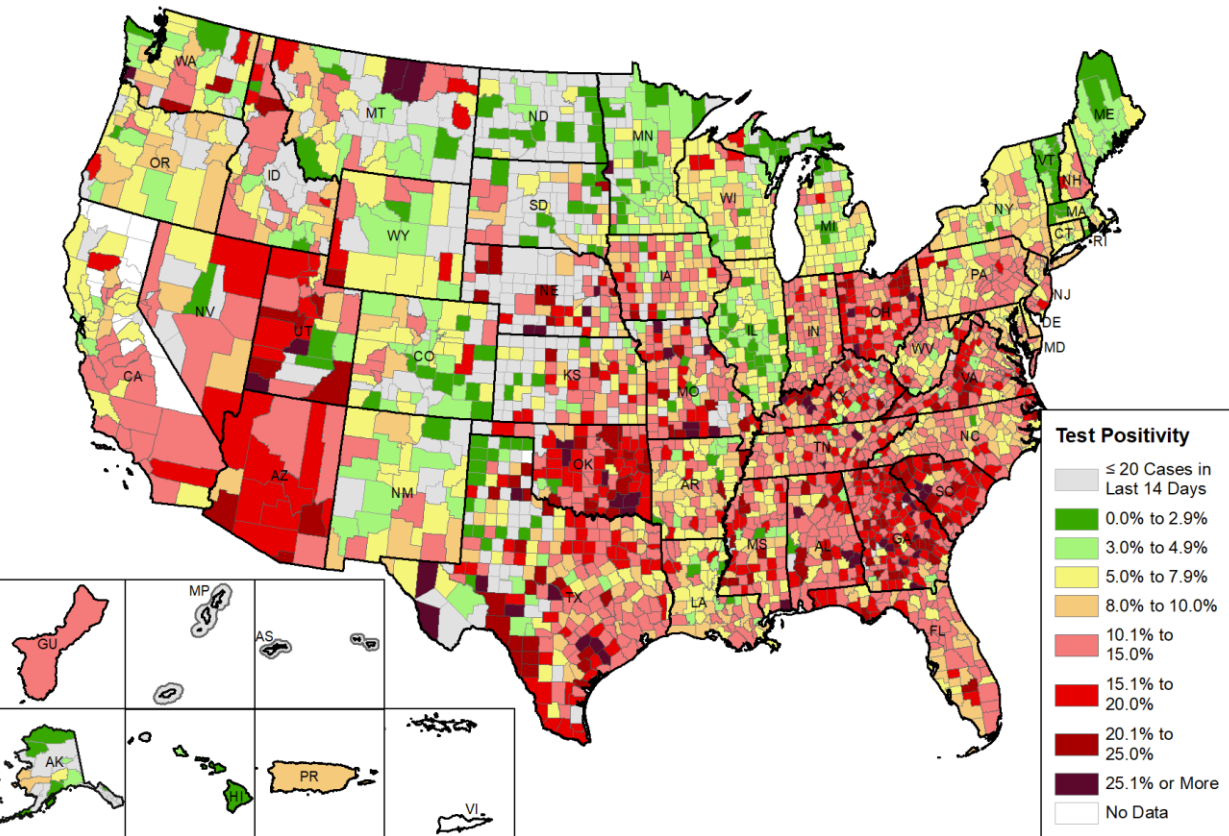 WA
MT
ND
MN
ME
OR
ID
SD
WI
VT
NH
WY
MI
NY
MA
CT
RI
IA
PA
NE
NV
UT
IL
IN
OH
NJ
CO
DE
WV
MD
CA
KS
MO
KY
VA
AZ
NM
OK
AR
TN
NC
SC
MS
AL
GA
TX
LA
FL
MP
GU
AS
AK
HI
PR
VI
Test Positivity
≤ 20 Cases in
Last 14 Days
0.0% to 2.9%
3.0% to 4.9%
5.0% to 7.9%
8.0% to 10.0%
10.1% to
15.0%
15.1% to
20.0%
20.1% to
25.0%
25.1% or More
No Data